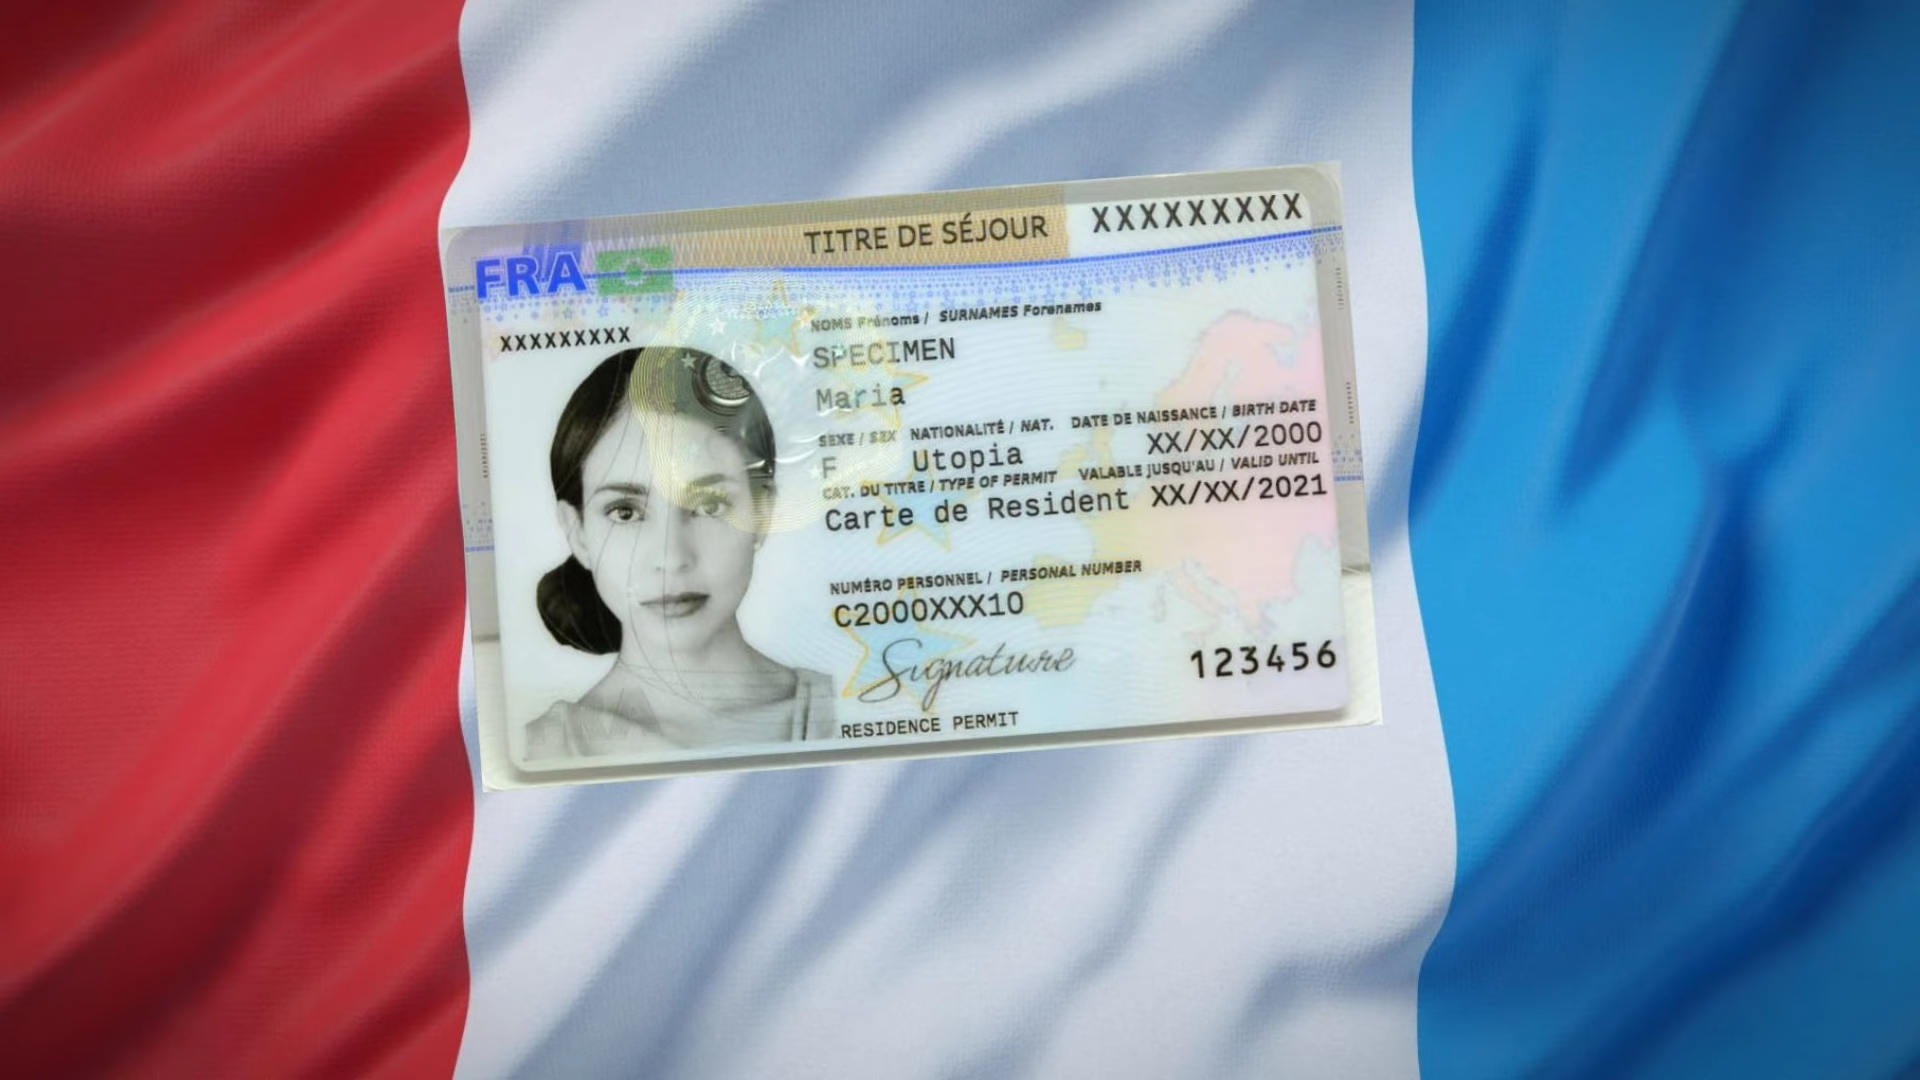 TITRE DE SÉJOUR XXXXXXXXX
FRA
XXXXXXXXX
NOMS Prénoms / SURNAMES Forenames
SPECIMEN
Maria
SEXE / SEX NATIONALITÉ / NAT. DATE DE NAISSANCE / BIRTH DATE
F Utopia XX/XX/2000
CAT. DU TITRE / TYPE OF PERMIT VALABLE JUSQU'AU / VALID UNTIL
Carte de Resident XX/XX/2021
NUMÉRO PERSONNEL / PERSONAL NUMBER
C2000XXX10
Signature
123456
RESIDENCE PERMIT